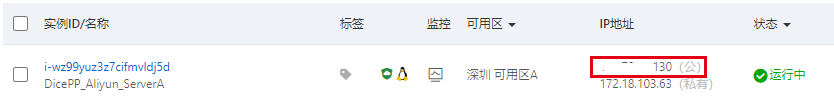 实例ID/名称 标签 监控 可用区 IP地址 状态
i-wz99yuz3z7cifmvldj5d
DicePP_Aliyun_ServerA
深圳 可用区A
130 (公)
172.18.103.63 (私有)
运行中